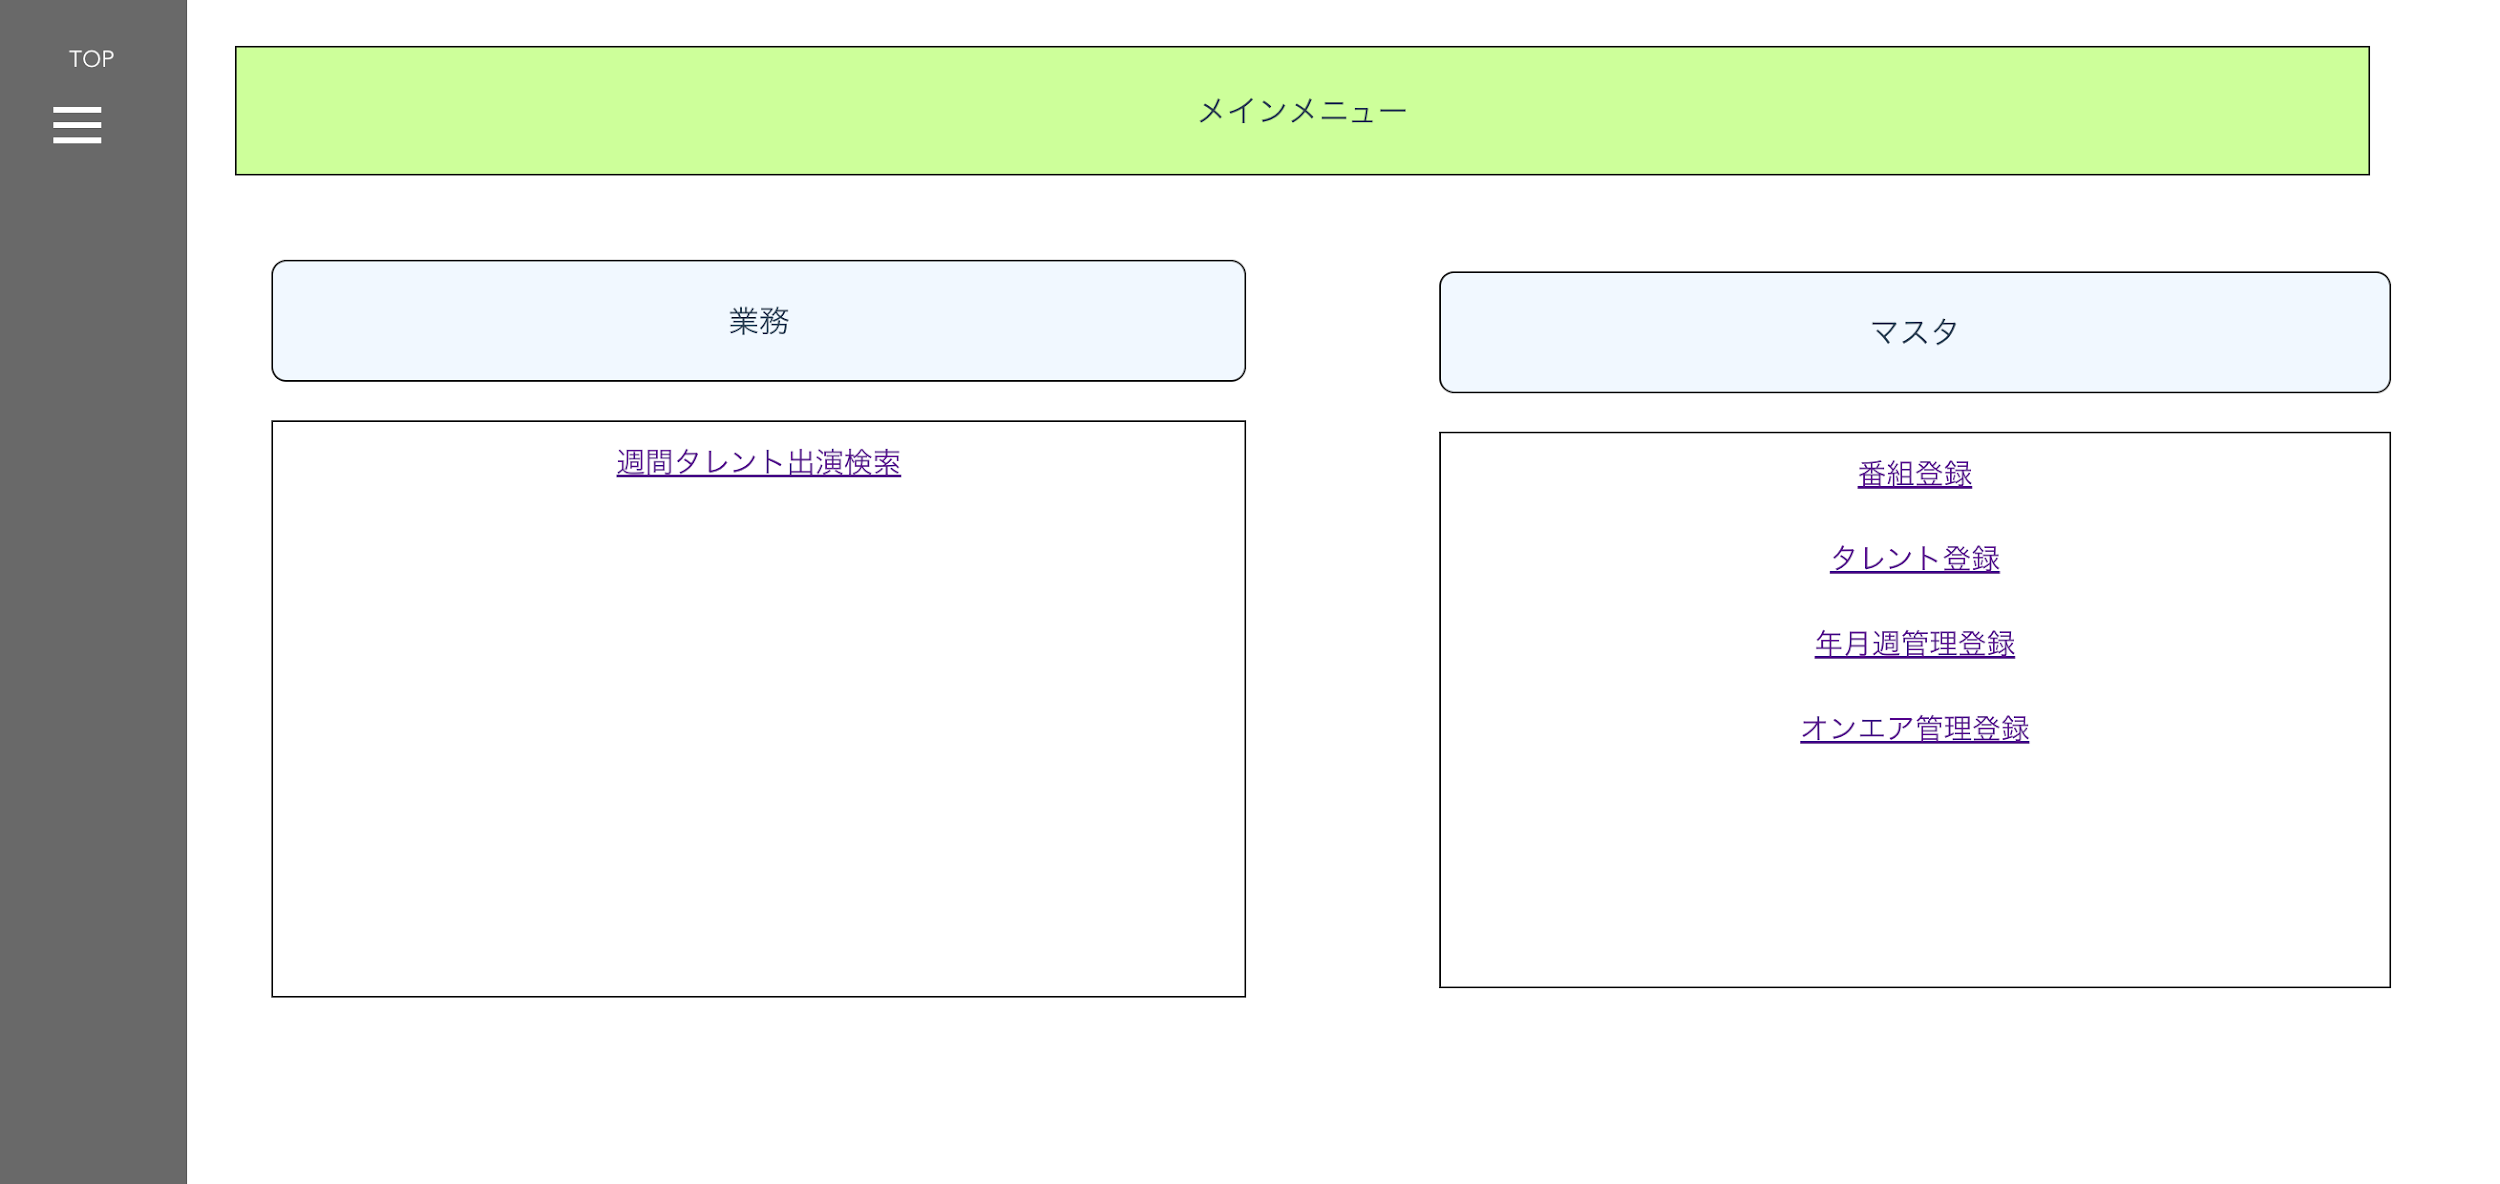 TOP
メインメニュー
業務
週間タレント出演検索
マスタ
番組登録
タレント登録
年月週管理登録
オンエア管理登録